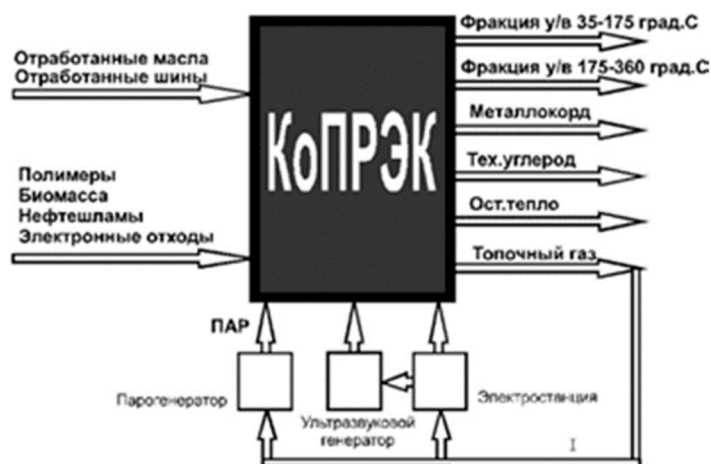 Отработанные масла
Отработанные шины
Полимеры
Биомасса
Нефтешламы
Электронные отходы
КоПРЭК
Фракция у/в 35-175 град.С
Фракция у/в 175-360 град.С
Металлокорд
Тех.углерод
Ост.тепло
Топочный газ
ПАР
Парогенератор
Ультразвуковой
генератор
Электростанция